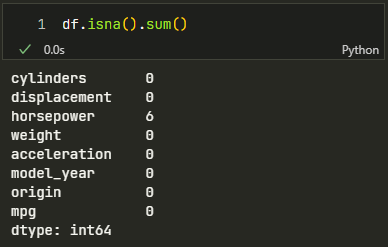 1 df.isna().sum()
0.0s Python
cylinders 0
displacement 0
horsepower 6
weight 0
acceleration 0
model_year 0
origin 0
mpg 0
dtype: int64